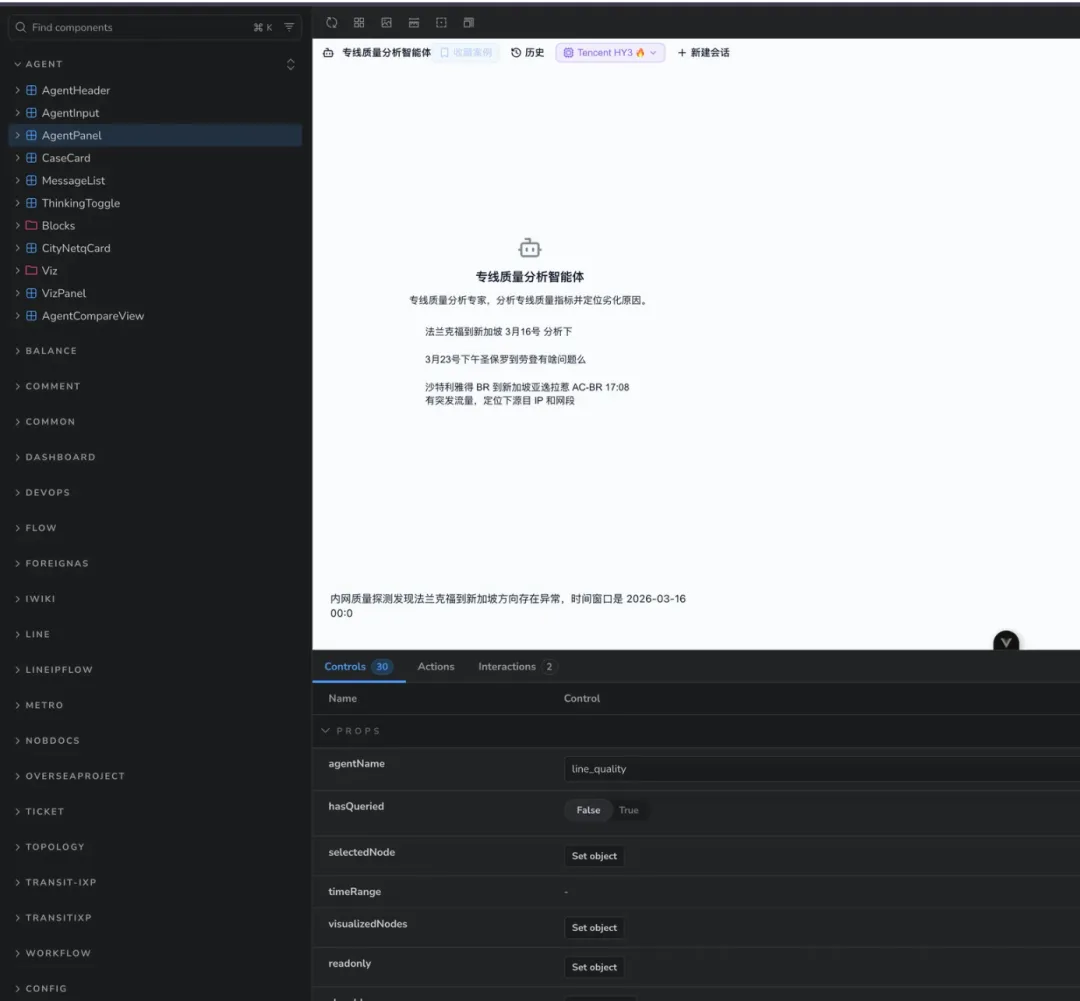 Find components
⌘ K
AGENT
AgentHeader
AgentInput
AgentPanel
CaseCard
MessageList
ThinkingToggle
Blocks
CityNetqCard
Viz
VizPanel
AgentCompareView
BALANCE
COMMENT
COMMON
DASHBOARD
DEVOPS
FLOW
FOREIGNAS
IWIKI
LINE
LINEIPFLOW
METRO
NOBDOCS
OVERSEAPROJECT
TICKET
TOPOLOGY
TRANSIT-IXP
TRANSITIXP
WORKFLOW
CONFIG
专线质量分析智能体 收藏案例 历史 Tencent HY3 🔥 + 新建会话
专线质量分析智能体
专线质量分析专家，分析专线质量指标并定位劣化原因。
法兰克福到新加坡 3月16号 分析下
3月23号下午圣保罗到劳登有啥问题么
沙特利雅得 BR 到新加坡亚逸拉惹 AC-BR 17:08
有突发流量，定位下源目 IP 和网段
内网质量探测发现法兰克福到新加坡方向存在异常，时间窗口是 2026-03-16
00:0
Controls 30 Actions Interactions 2
Name Control
PROPS
agentName line_quality
hasQueried False True
selectedNode Set object
timeRange -
visualizedNodes Set object
readonly Set object